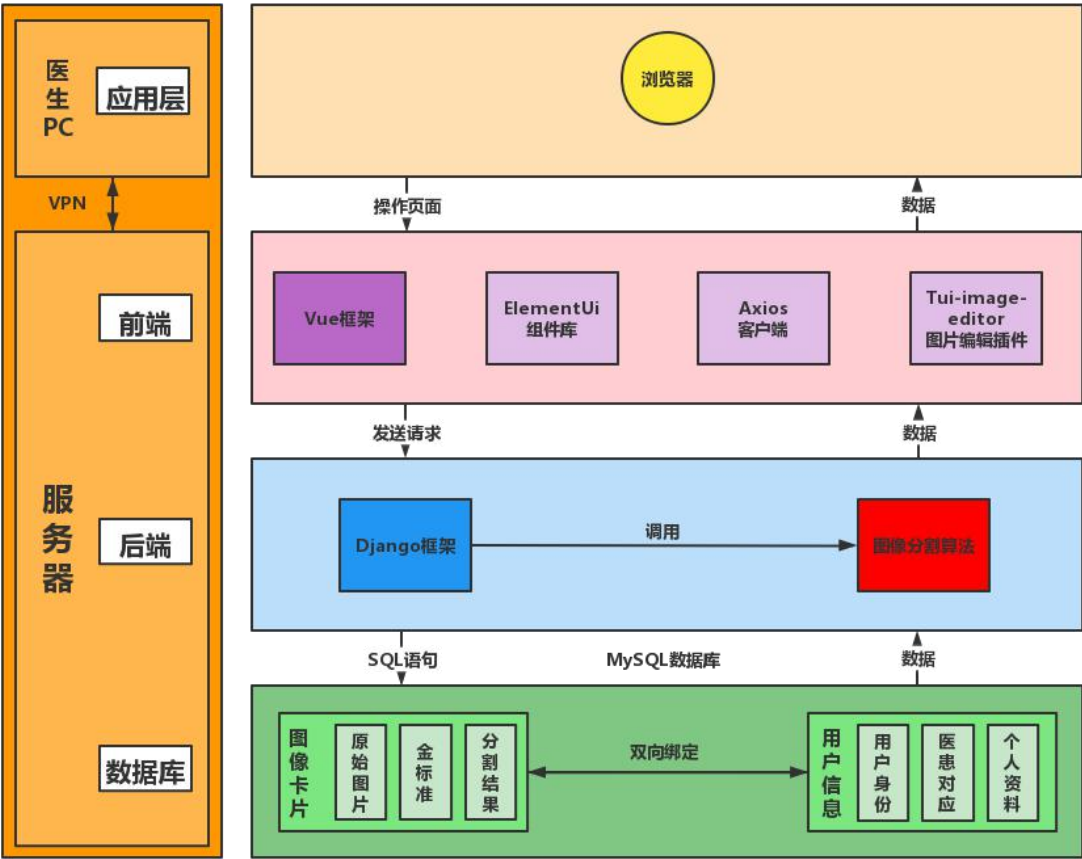 医
生
PC
应用层
VPN
服
务
器
前端
后端
数据库
浏览器
操作页面
数据
Vue框架
ElementUi
组件库
Axios
客户端
Tui-image-
editor
图片编辑插件
发送请求
数据
Django框架
调用
图像分割算法
SQL语句
MySQL数据库
数据
图像卡片
原始图片
金标准
分割结果
双向绑定
用户信息
用户身份
医患对应
个人资料